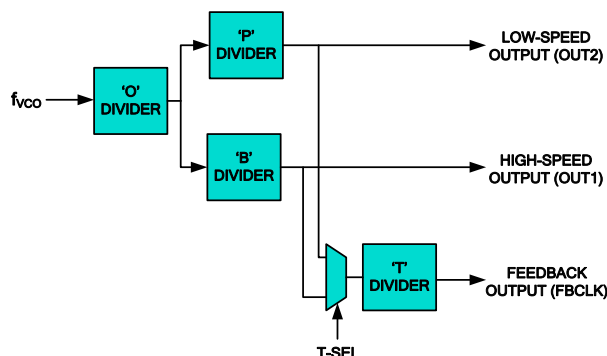 'P'
DIVIDER
LOW-SPEED
OUTPUT (OUT2)
fVCO
'O'
DIVIDER
'B'
DIVIDER
HIGH-SPEED
OUTPUT (OUT1)
'T'
DIVIDER
FEEDBACK
OUTPUT (FBCLK)
T-SEL